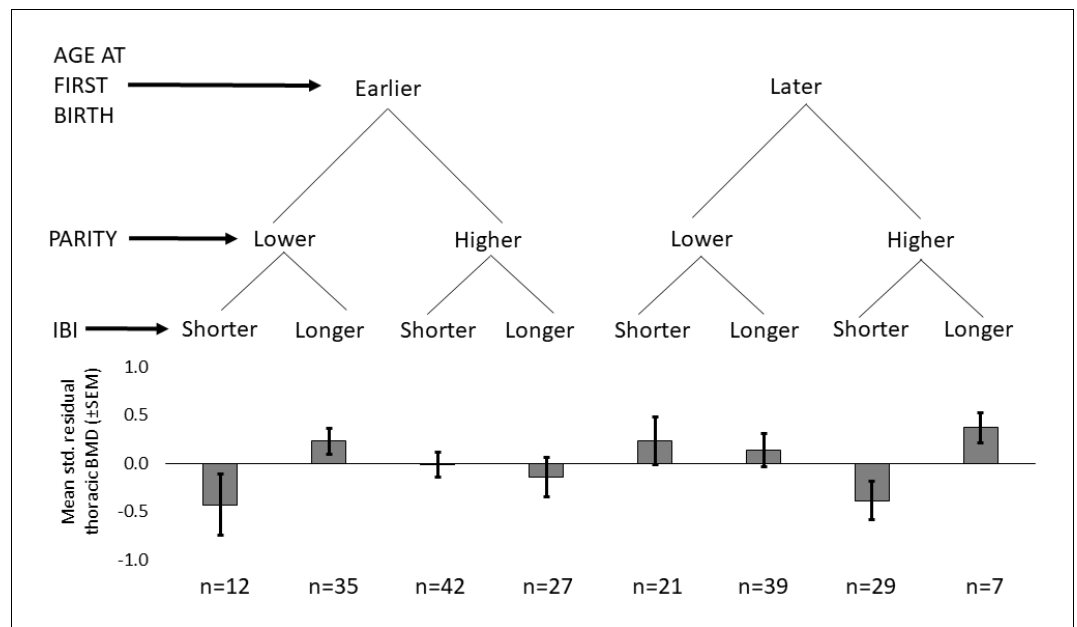 AGE AT
FIRST
BIRTH
Earlier Later
PARITY Lower Higher Lower Higher
IBI Shorter Longer Shorter Longer Shorter Longer Shorter Longer
Mean std. residual
thoracic BMD (±SEM)
1.0
0.5
0.0
-0.5
-1.0
n=12 n=35 n=42 n=27 n=21 n=39 n=29 n=7